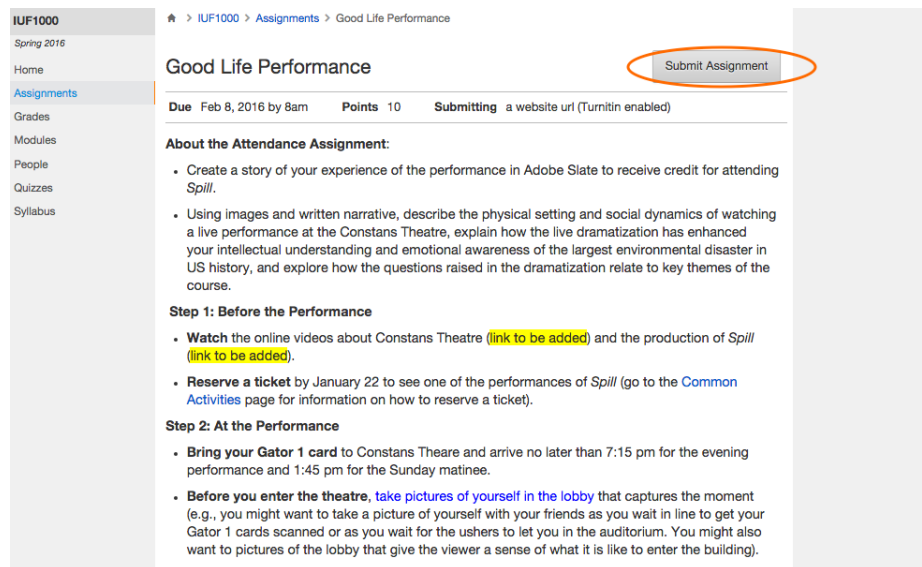 IUF1000
Spring 2016
Home
Assignments
Grades
Modules
People
Quizzes
Syllabus
> IUF1000 > Assignments > Good Life Performance
Good Life Performance
Submit Assignment
Due Feb 8, 2016 by 8am Points 10 Submitting a website url (Turnitin enabled)
About the Attendance Assignment:
• Create a story of your experience of the performance in Adobe Slate to receive credit for attending
Spill.
• Using images and written narrative, describe the physical setting and social dynamics of watching
a live performance at the Constans Theatre, explain how the live dramatization has enhanced
your intellectual understanding and emotional awareness of the largest environmental disaster in
US history, and explore how the questions raised in the dramatization relate to key themes of the
course.
Step 1: Before the Performance
• Watch the online videos about Constans Theatre (link to be added) and the production of Spill
(link to be added).
• Reserve a ticket by January 22 to see one of the performances of Spill (go to the Common
Activities page for information on how to reserve a ticket).
Step 2: At the Performance
• Bring your Gator 1 card to Constans Theare and arrive no later than 7:15 pm for the evening
performance and 1:45 pm for the Sunday matinee.
• Before you enter the theatre, take pictures of yourself in the lobby that captures the moment
(e.g., you might want to take a picture of yourself with your friends as you wait in line to get your
Gator 1 cards scanned or as you wait for the ushers to let you in the auditorium. You might also
want to pictures of the lobby that give the viewer a sense of what it is like to enter the building).